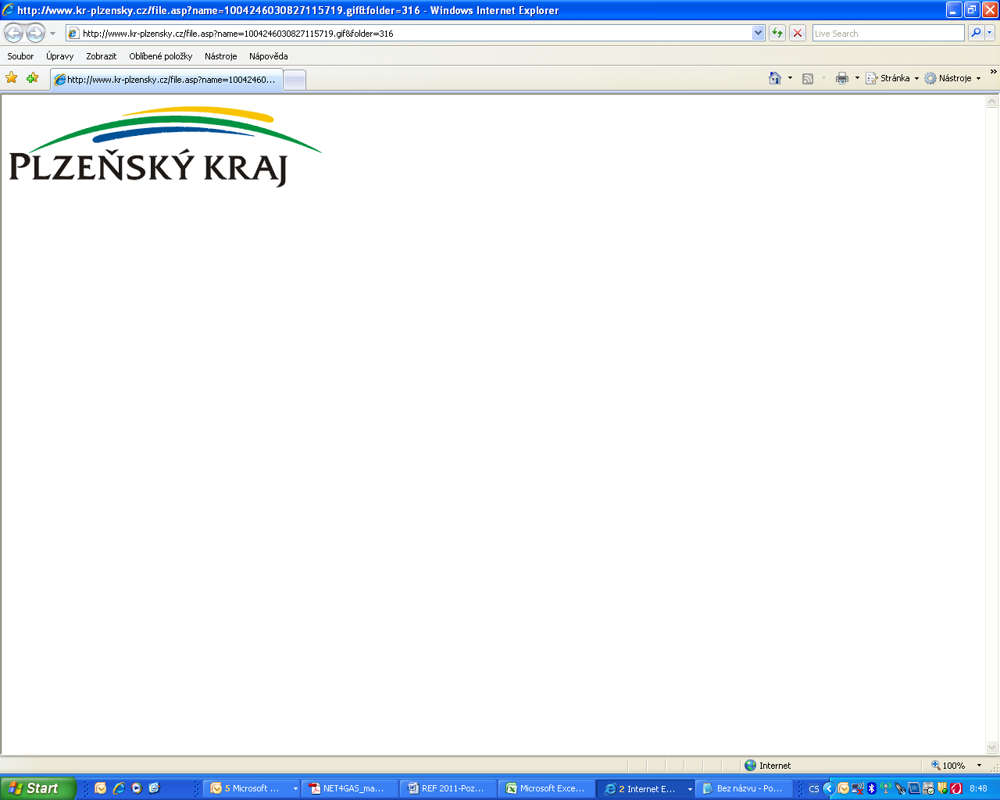 http://www.kr-plzensky.cz/file.asp?name=1004246030827115719.gif&folder=316 - Windows Internet Explorer
http://www.kr-plzensky.cz/file.asp?name=1004246030827115719.gif&folder=316 Live Search
Soubor Úpravy Zobrazit Oblíbené položky Nástroje Nápověda
http://www.kr-plzensky.cz/file.asp?name=10042460... Stránka Nástroje »
PLZEŇSKÝ KRAJ
Internet 100%
Start 5 Microsoft ... NET4GAS_ma... REF 2011-Poz... Microsoft Exce... 2 Internet E... Bez názvu - Po... CS 8:48